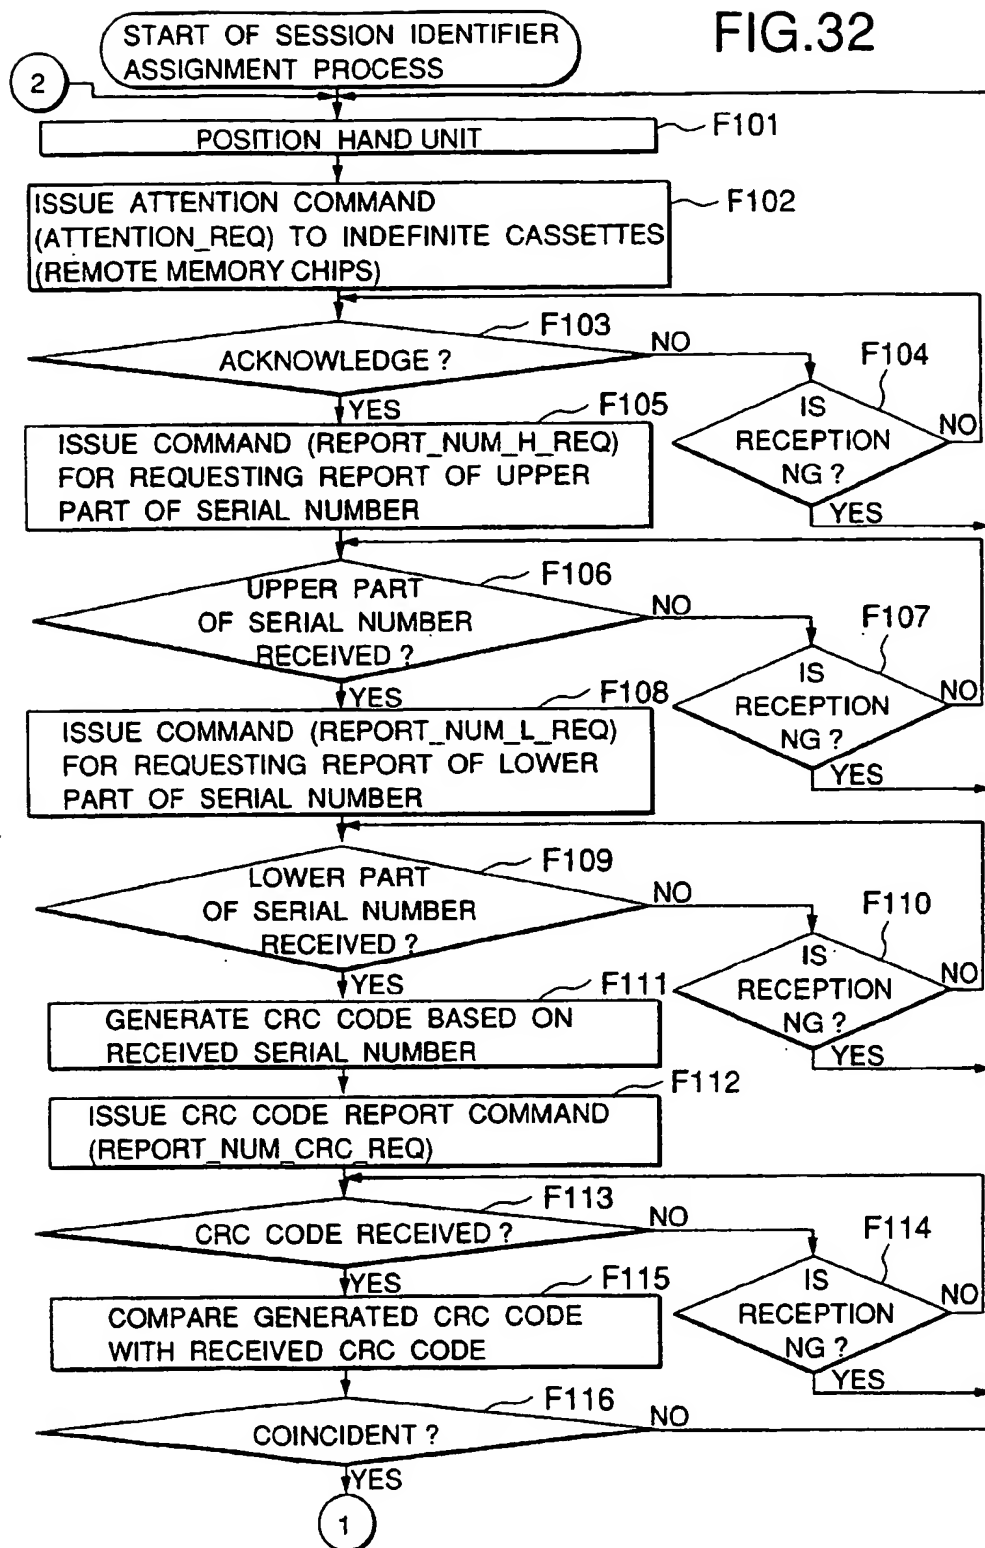 FIG.32
START OF SESSION IDENTIFIER
ASSIGNMENT PROCESS
2
POSITION HAND UNIT
F101
ISSUE ATTENTION COMMAND
(ATTENTION_REQ) TO INDEFINITE CASSETTES
(REMOTE MEMORY CHIPS)
F102
F103
ACKNOWLEDGE ?
NO
YES
F104
IS
RECEPTION
NG ?
NO
YES
F105
ISSUE COMMAND (REPORT_NUM_H_REQ)
FOR REQUESTING REPORT OF UPPER
PART OF SERIAL NUMBER
F106
UPPER PART
OF SERIAL NUMBER
RECEIVED ?
NO
YES
F107
IS
RECEPTION
NG ?
NO
YES
F108
ISSUE COMMAND (REPORT_NUM_L_REQ)
FOR REQUESTING REPORT OF LOWER
PART OF SERIAL NUMBER
F109
LOWER PART
OF SERIAL NUMBER
RECEIVED ?
NO
YES
F110
IS
RECEPTION
NG ?
NO
YES
F111
GENERATE CRC CODE BASED ON
RECEIVED SERIAL NUMBER
F112
ISSUE CRC CODE REPORT COMMAND
(REPORT_NUM_CRC_REQ)
F113
CRC CODE RECEIVED ?
NO
YES
F114
IS
RECEPTION
NG ?
NO
YES
F115
COMPARE GENERATED CRC CODE
WITH RECEIVED CRC CODE
F116
COINCIDENT ?
NO
YES
1